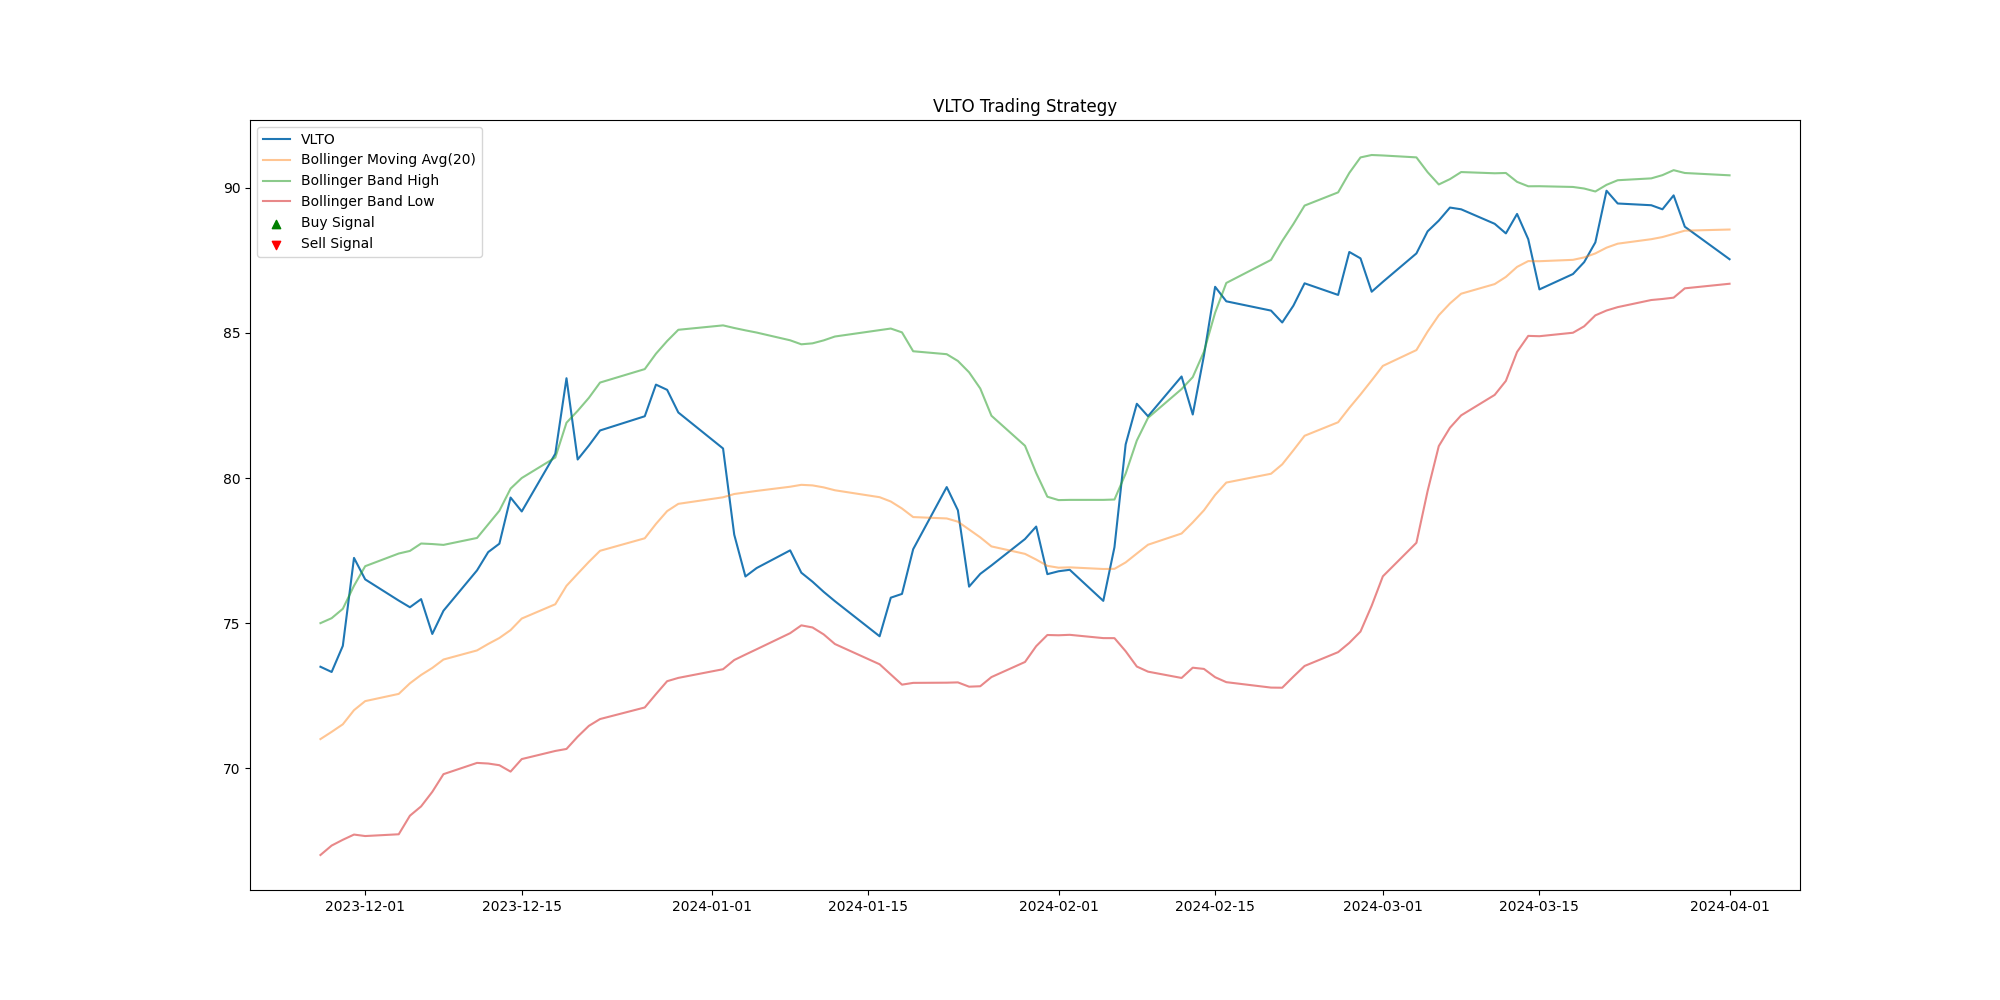 VLTO Trading Strategy
VLTO
Bollinger Moving Avg(20)
Bollinger Band High
Bollinger Band Low
Buy Signal
Sell Signal
90
85
80
75
70
2023-12-01
2023-12-15
2024-01-01
2024-01-15
2024-02-01
2024-02-15
2024-03-01
2024-03-15
2024-04-01